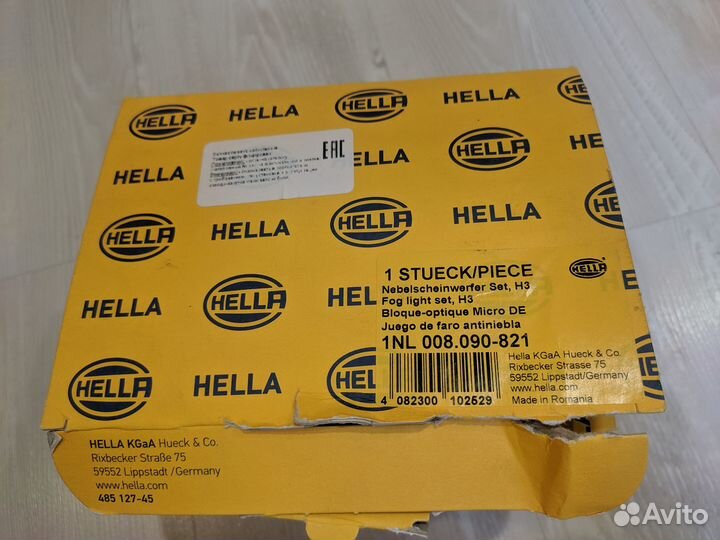 HELLA
HELLA
HELLA
HELLA
HELLA
EAC
HELLA
HELLA
HELLA
HELLA
HELLA
HELLA
HELLA
HELLA
HELLA
HELLA
HELLA
HELLA
HEL
1 STUECK/PIECE
HELLA
Nebelscheinwerfer Set, H3
Fog light set, H3
Bloque-optique Micro DE
Juego de faro antiniebla
1NL 008.090-821
4 082300 102529
Hella KGaA Hueck & Co.
Rixbecker Strasse 75
59552 Lippstadt/Germany
www.hella.com
Made in Romania
HELLA KGaA Hueck & Co.
Rixbecker Straße 75
59552 Lippstadt /Germany
www.hella.com
485 127-45
Avito